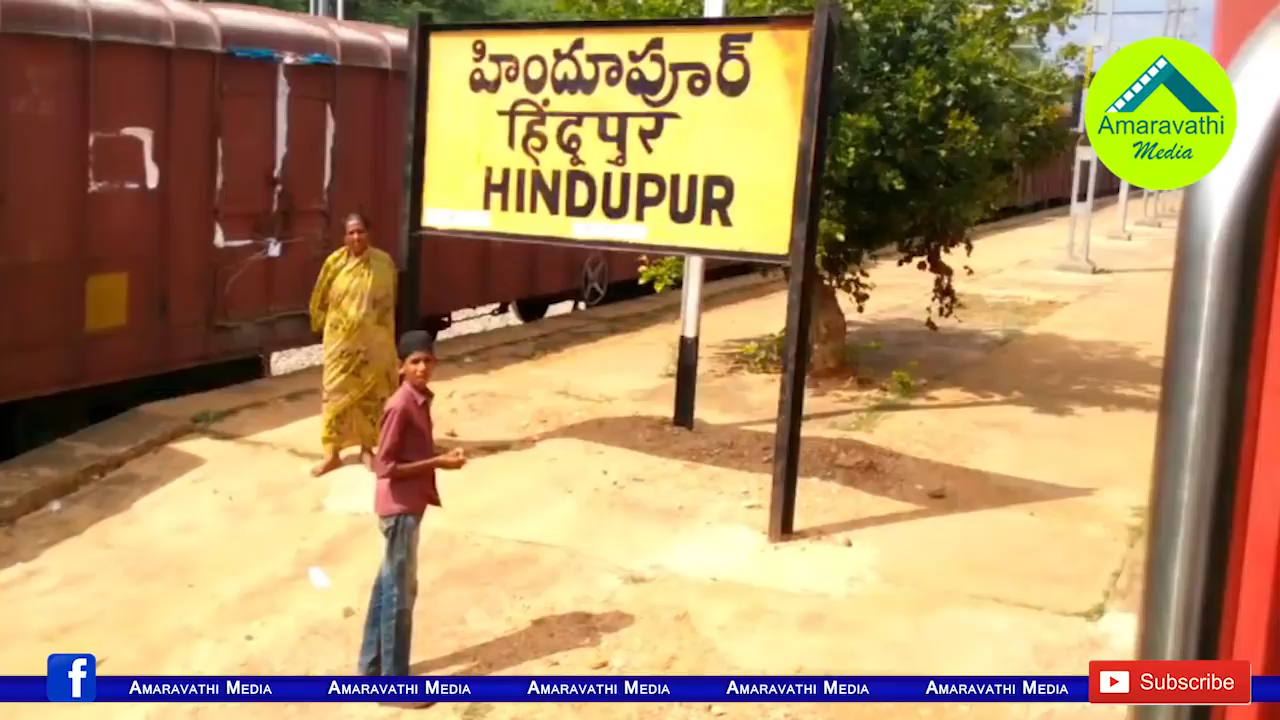 హిందూపూర్
हिंदूपुर
HINDUPUR
Amaravathi
Media
f Amaravathi Media Amaravathi Media Amaravathi Media Amaravathi Media Amaravathi Media Subscribe